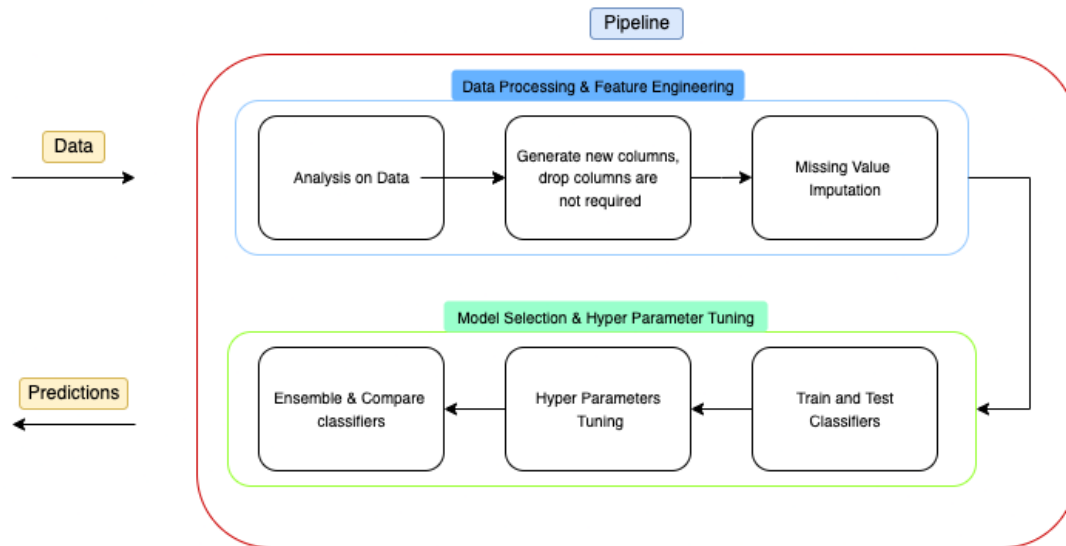 Pipeline
Data Processing & Feature Engineering
Data
Analysis on Data
Generate new columns,
drop columns are
not required
Missing Value
Imputation
Model Selection & Hyper Parameter Tuning
Predictions
Ensemble & Compare
classifiers
Hyper Parameters
Tuning
Train and Test
Classifiers